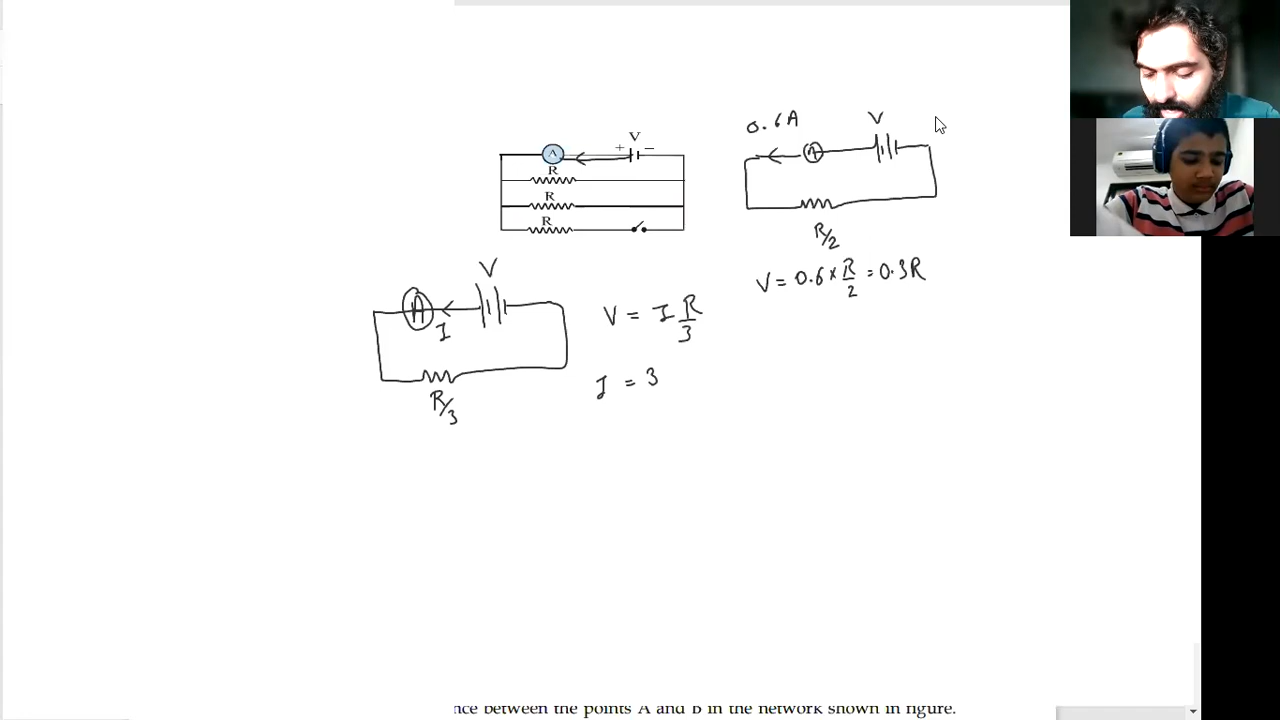 V
+ −
A
R
R
R
0.6A
V
A
R/2
V = 0.6 × R/2 = 0.3R
V
A
I
R/3
V = I R/3
I = 3
nce between the points A and B in the network shown in figure.